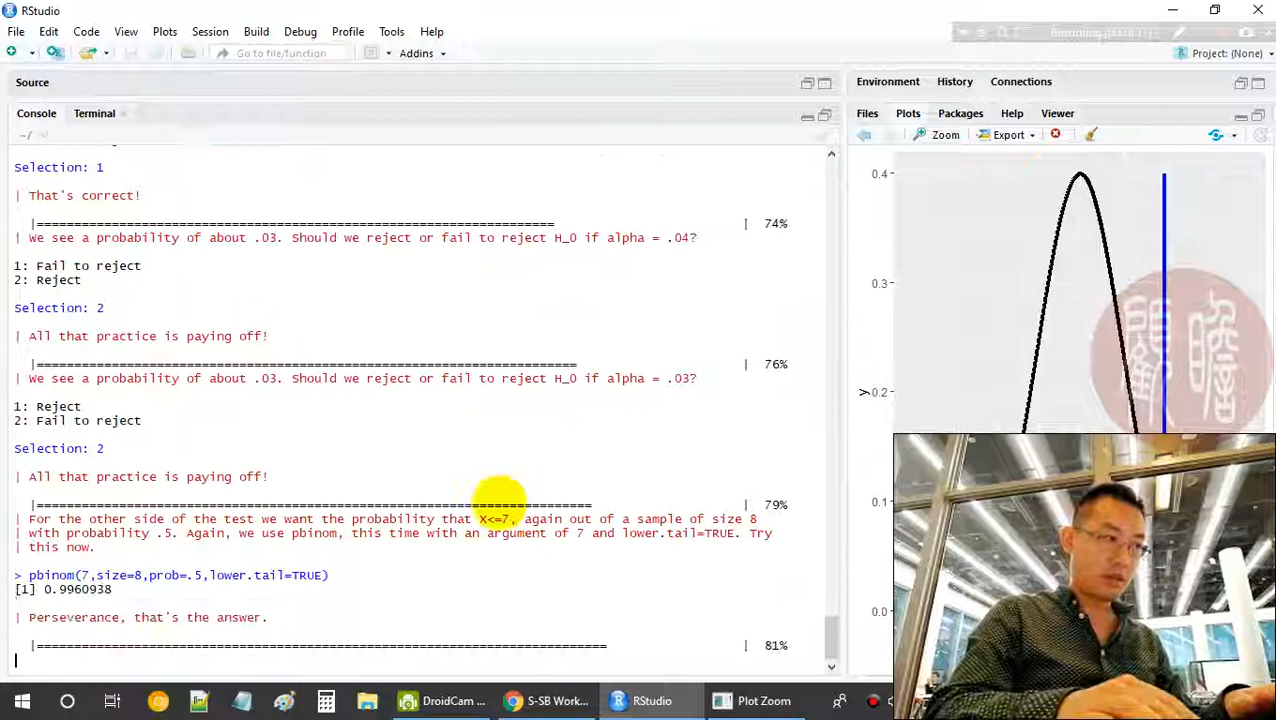 RStudio
File Edit Code View Plots Session Build Debug Profile Tools Help
Go to file/function Addins Project: (None)
Source
Console Terminal
~/
Selection: 1
| That's correct!
|====================================================================== | 74%
| We see a probability of about .03. Should we reject or fail to reject H_0 if alpha = .04?
1: Fail to reject
2: Reject
Selection: 2
| All that practice is paying off!
|========================================================================= | 76%
| We see a probability of about .03. Should we reject or fail to reject H_0 if alpha = .03?
1: Reject
2: Fail to reject
Selection: 2
| All that practice is paying off!
|=========================================================================== | 79%
| For the other side of the test we want the probability that X<=7, again out of a sample of size 8
| with probability .5. Again, we use pbinom, this time with an argument of 7 and lower.tail=TRUE. Try
| this now.
> pbinom(7,size=8,prob=.5,lower.tail=TRUE)
[1] 0.9960938
| Perseverance, that's the answer.
|============================================================================= | 81%
Environment History Connections
Files Plots Packages Help Viewer
Zoom Export
0.4
0.3
y 0.2
0.1
0.0
DroidCam ... S-SB Work... RStudio Plot Zoom